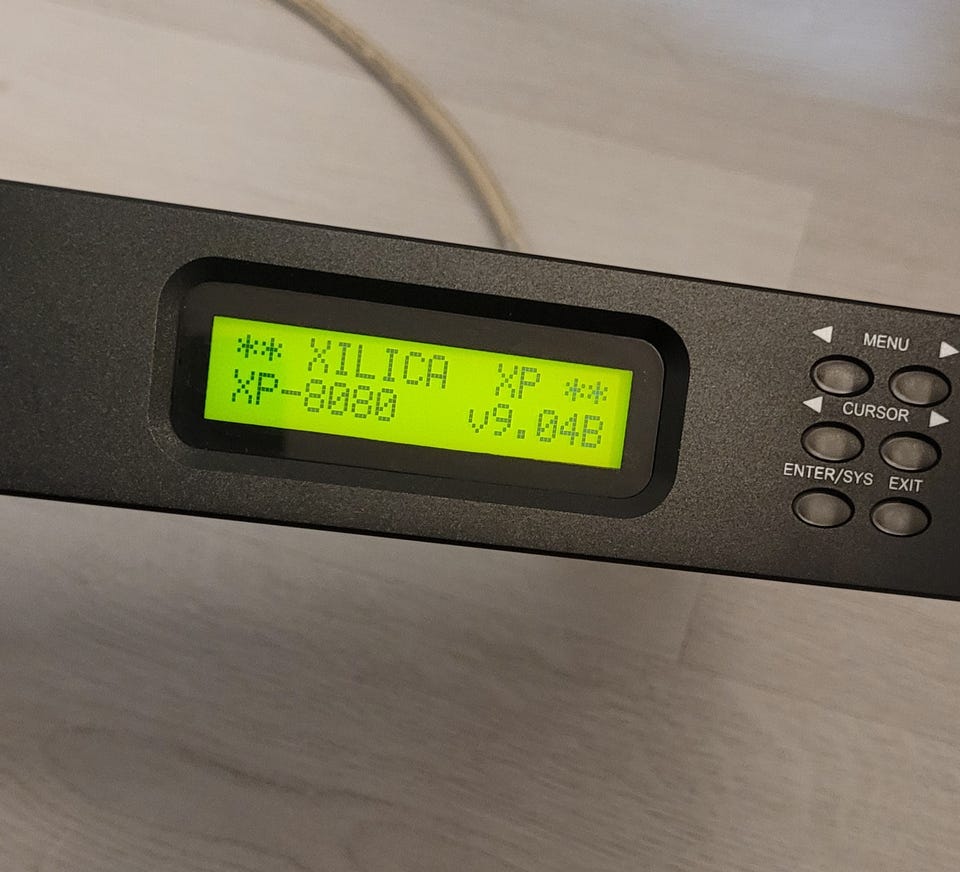 ** XILICA XP **
XP-8080 v9.04B
MENU
CURSOR
ENTER/SYS EXIT